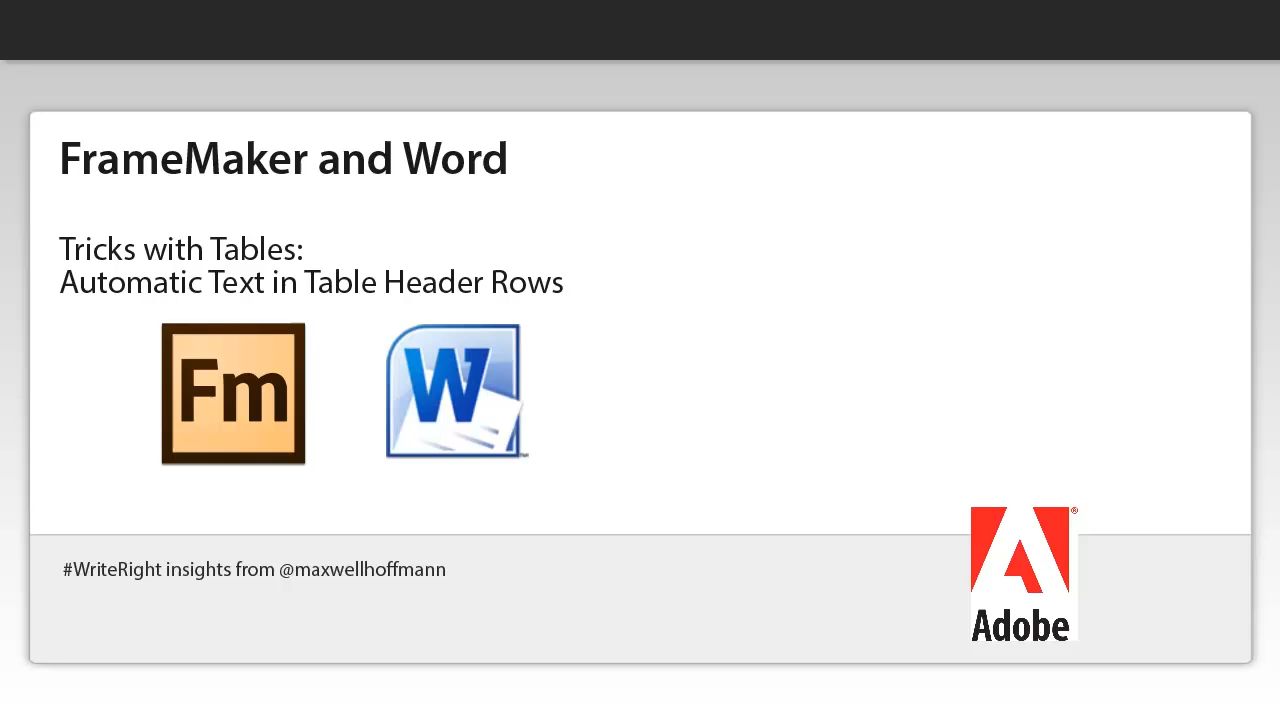 FrameMaker and Word
Tricks with Tables:
Automatic Text in Table Header Rows
Fm
W
#WriteRight insights from @maxwellhoffmann
®
Adobe